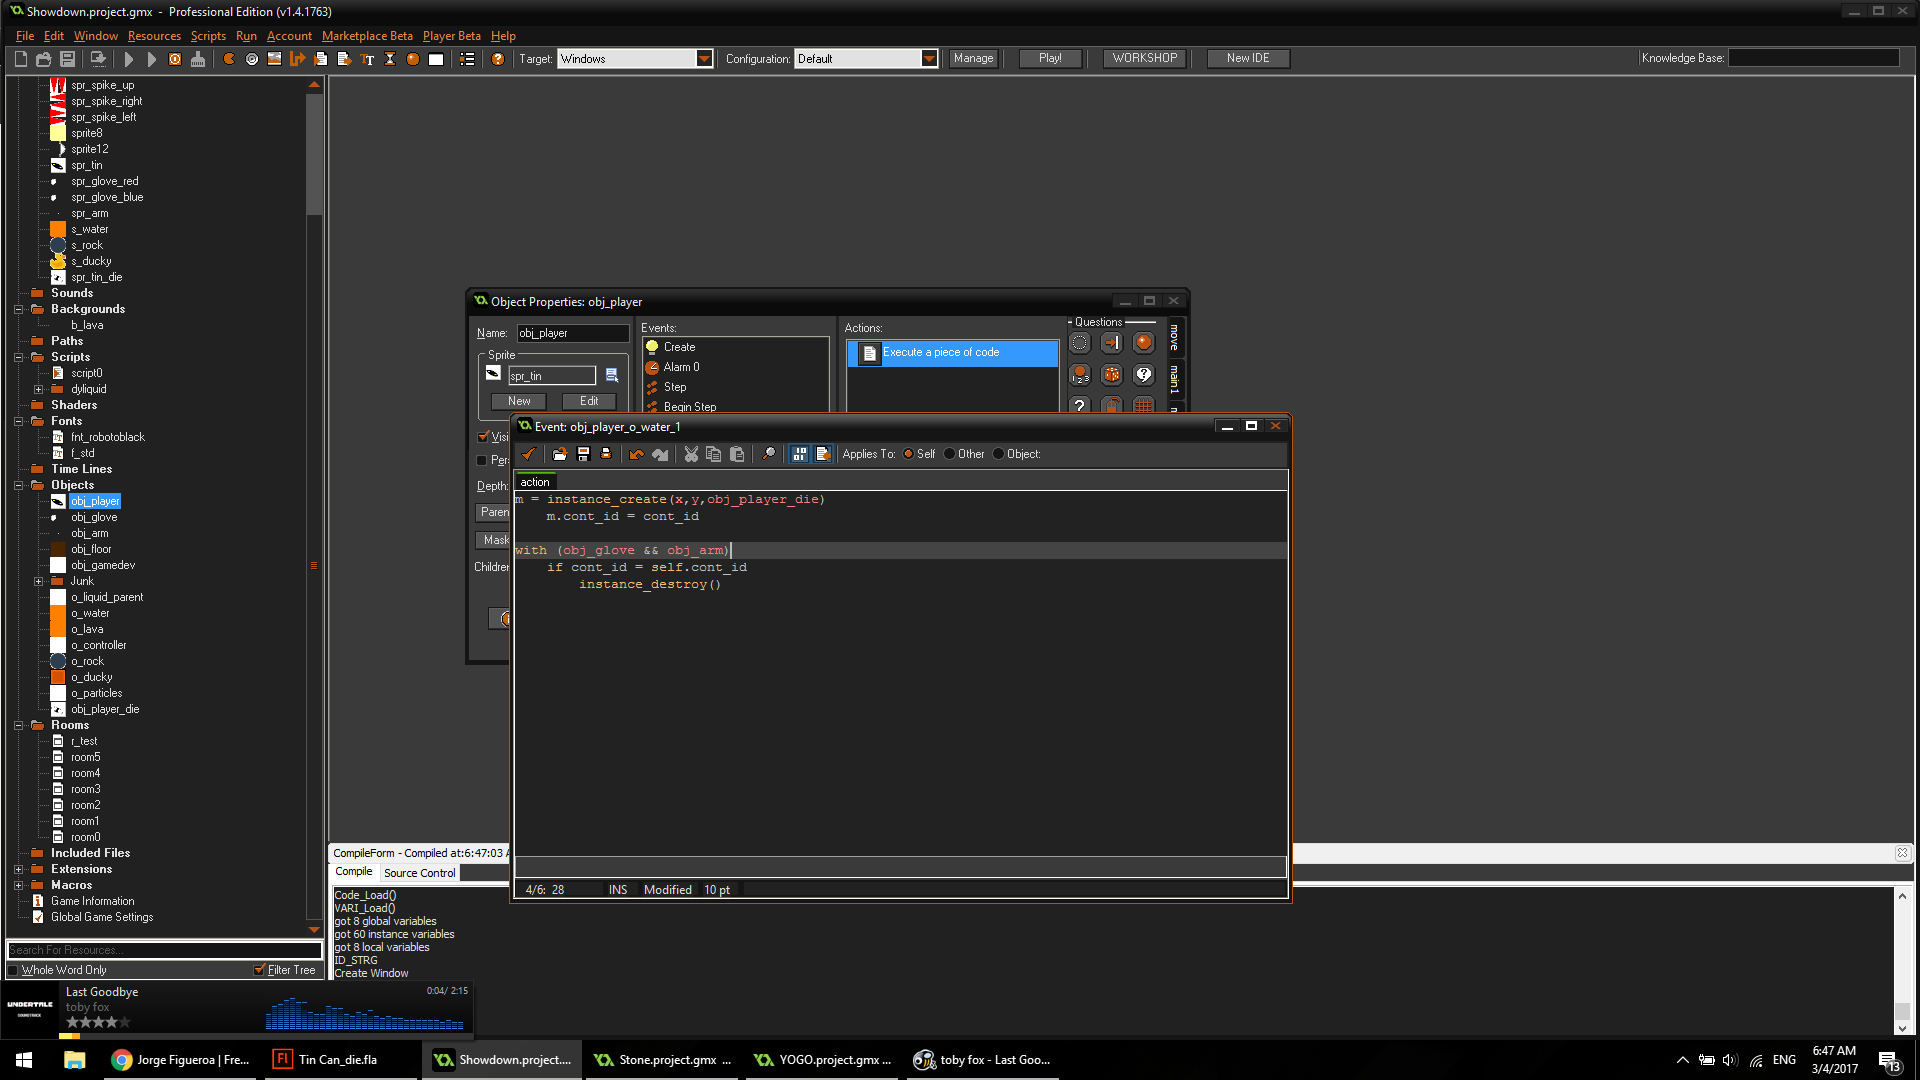 Showdown.project.gmx - Professional Edition (v1.4.1763)
File Edit Window Resources Scripts Run Account Marketplace Beta Player Beta Help
Target: Windows Configuration: Default Manage Play! WORKSHOP New IDE Knowledge Base:
spr_spike_up
spr_spike_right
spr_spike_left
sprite8
sprite12
spr_tin
spr_glove_red
spr_glove_blue
spr_arm
s_water
s_rock
s_ducky
spr_tin_die
Sounds
Backgrounds
b_lava
Paths
Scripts
script0
dyliquid
Shaders
Fonts
fnt_robotoblack
f_std
Time Lines
Objects
obj_player
obj_glove
obj_arm
obj_floor
obj_gamedev
Junk
o_liquid_parent
o_water
o_lava
o_controller
o_rock
o_ducky
o_particles
obj_player_die
Rooms
r_test
room5
room4
room3
room2
room1
room0
Included Files
Extensions
Macros
Game Information
Global Game Settings
Search For Resources...
Whole Word Only Filter Tree
Object Properties: obj_player
Name: obj_player
Sprite
spr_tin
New Edit
Visi
Per
Depth:
Paren
Mask
Children
Events:
Create
Alarm 0
Step
Begin Step
Actions:
Execute a piece of code
Questions
move
main1
Event: obj_player_o_water_1
Applies To: Self Other Object:
action
m = instance_create(x,y,obj_player_die)
m.cont_id = cont_id
with (obj_glove && obj_arm)
if cont_id = self.cont_id
instance_destroy()
4/6: 28 INS Modified 10 pt
CompileForm - Compiled at:6:47:03 A
Compile Source Control
Code_Load()
VARI_Load()
got 8 global variables
got 60 instance variables
got 8 local variables
ID_STRG
Create Window
UNDERTALE
SOUNDTRACK
Last Goodbye 0:04/ 2:15
toby fox
Jorge Figueroa | Fre...
Fl Tin Can_die.fla
Showdown.project....
Stone.project.gmx ...
YOGO.project.gmx ...
toby fox - Last Goo...
ENG
6:47 AM
3/4/2017
13